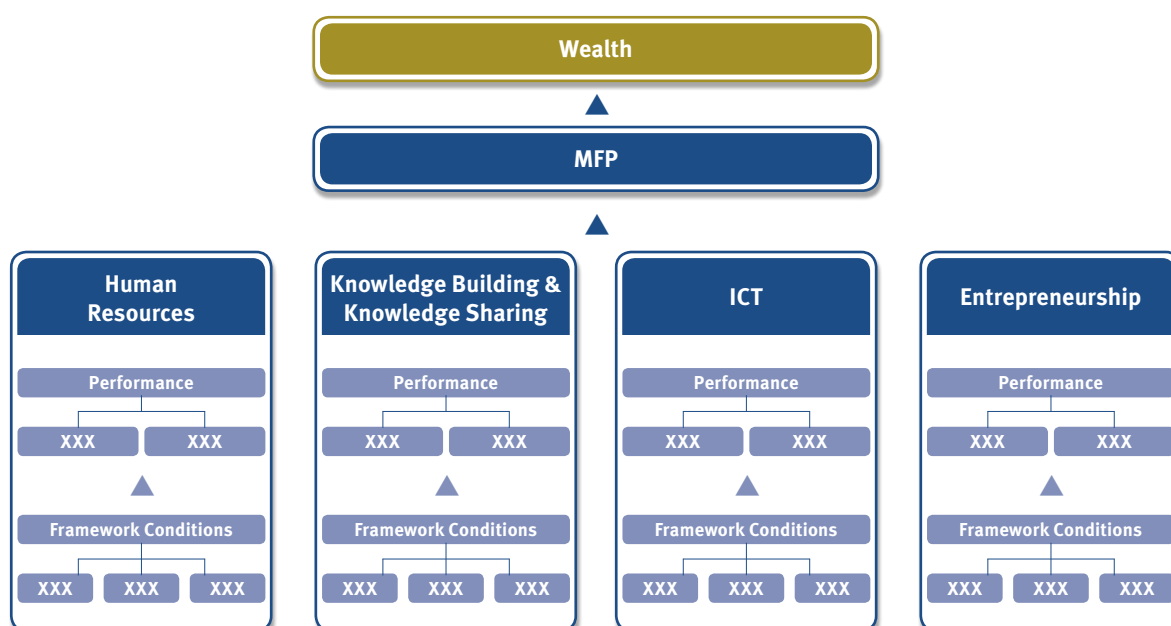 Wealth
MFP
Human
Resources
Performance
XXX XXX
Framework Conditions
XXX XXX XXX
Knowledge Building &
Knowledge Sharing
Performance
XXX XXX
Framework Conditions
XXX XXX XXX
ICT
Performance
XXX XXX
Framework Conditions
XXX XXX XXX
Entrepreneurship
Performance
XXX XXX
Framework Conditions
XXX XXX XXX